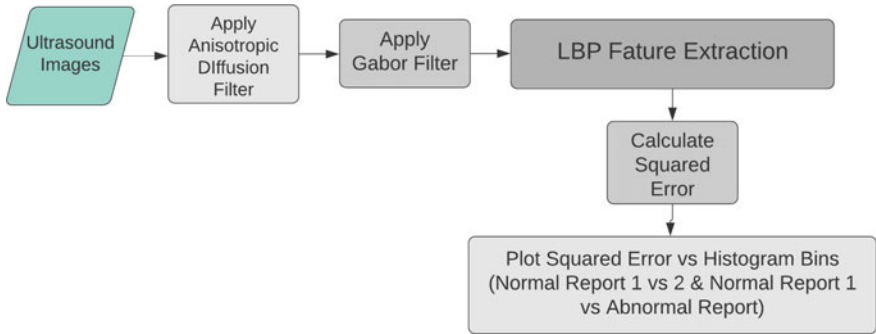 Ultrasound
Images
Apply
Anisotropic
DIffusion
Filter
Apply
Gabor Filter
LBP Fature Extraction
Calculate
Squared
Error
Plot Squared Error vs Histogram Bins
(Normal Report 1 vs 2 & Normal Report 1
vs Abnormal Report)